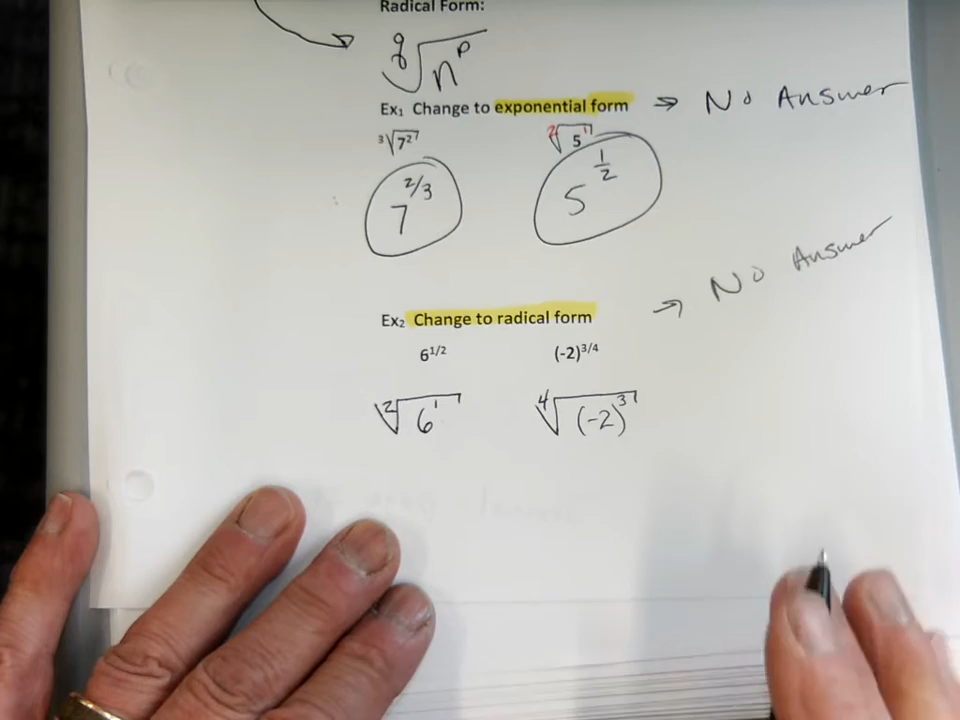 Radical Form:
q√n^p
Ex₁ Change to exponential form → No Answer
³√7² ²√5¹
7^2/3 5^1/2
Ex₂ Change to radical form → No Answer
6^1/2 (-2)^3/4
²√6¹ ⁴√(-2)³